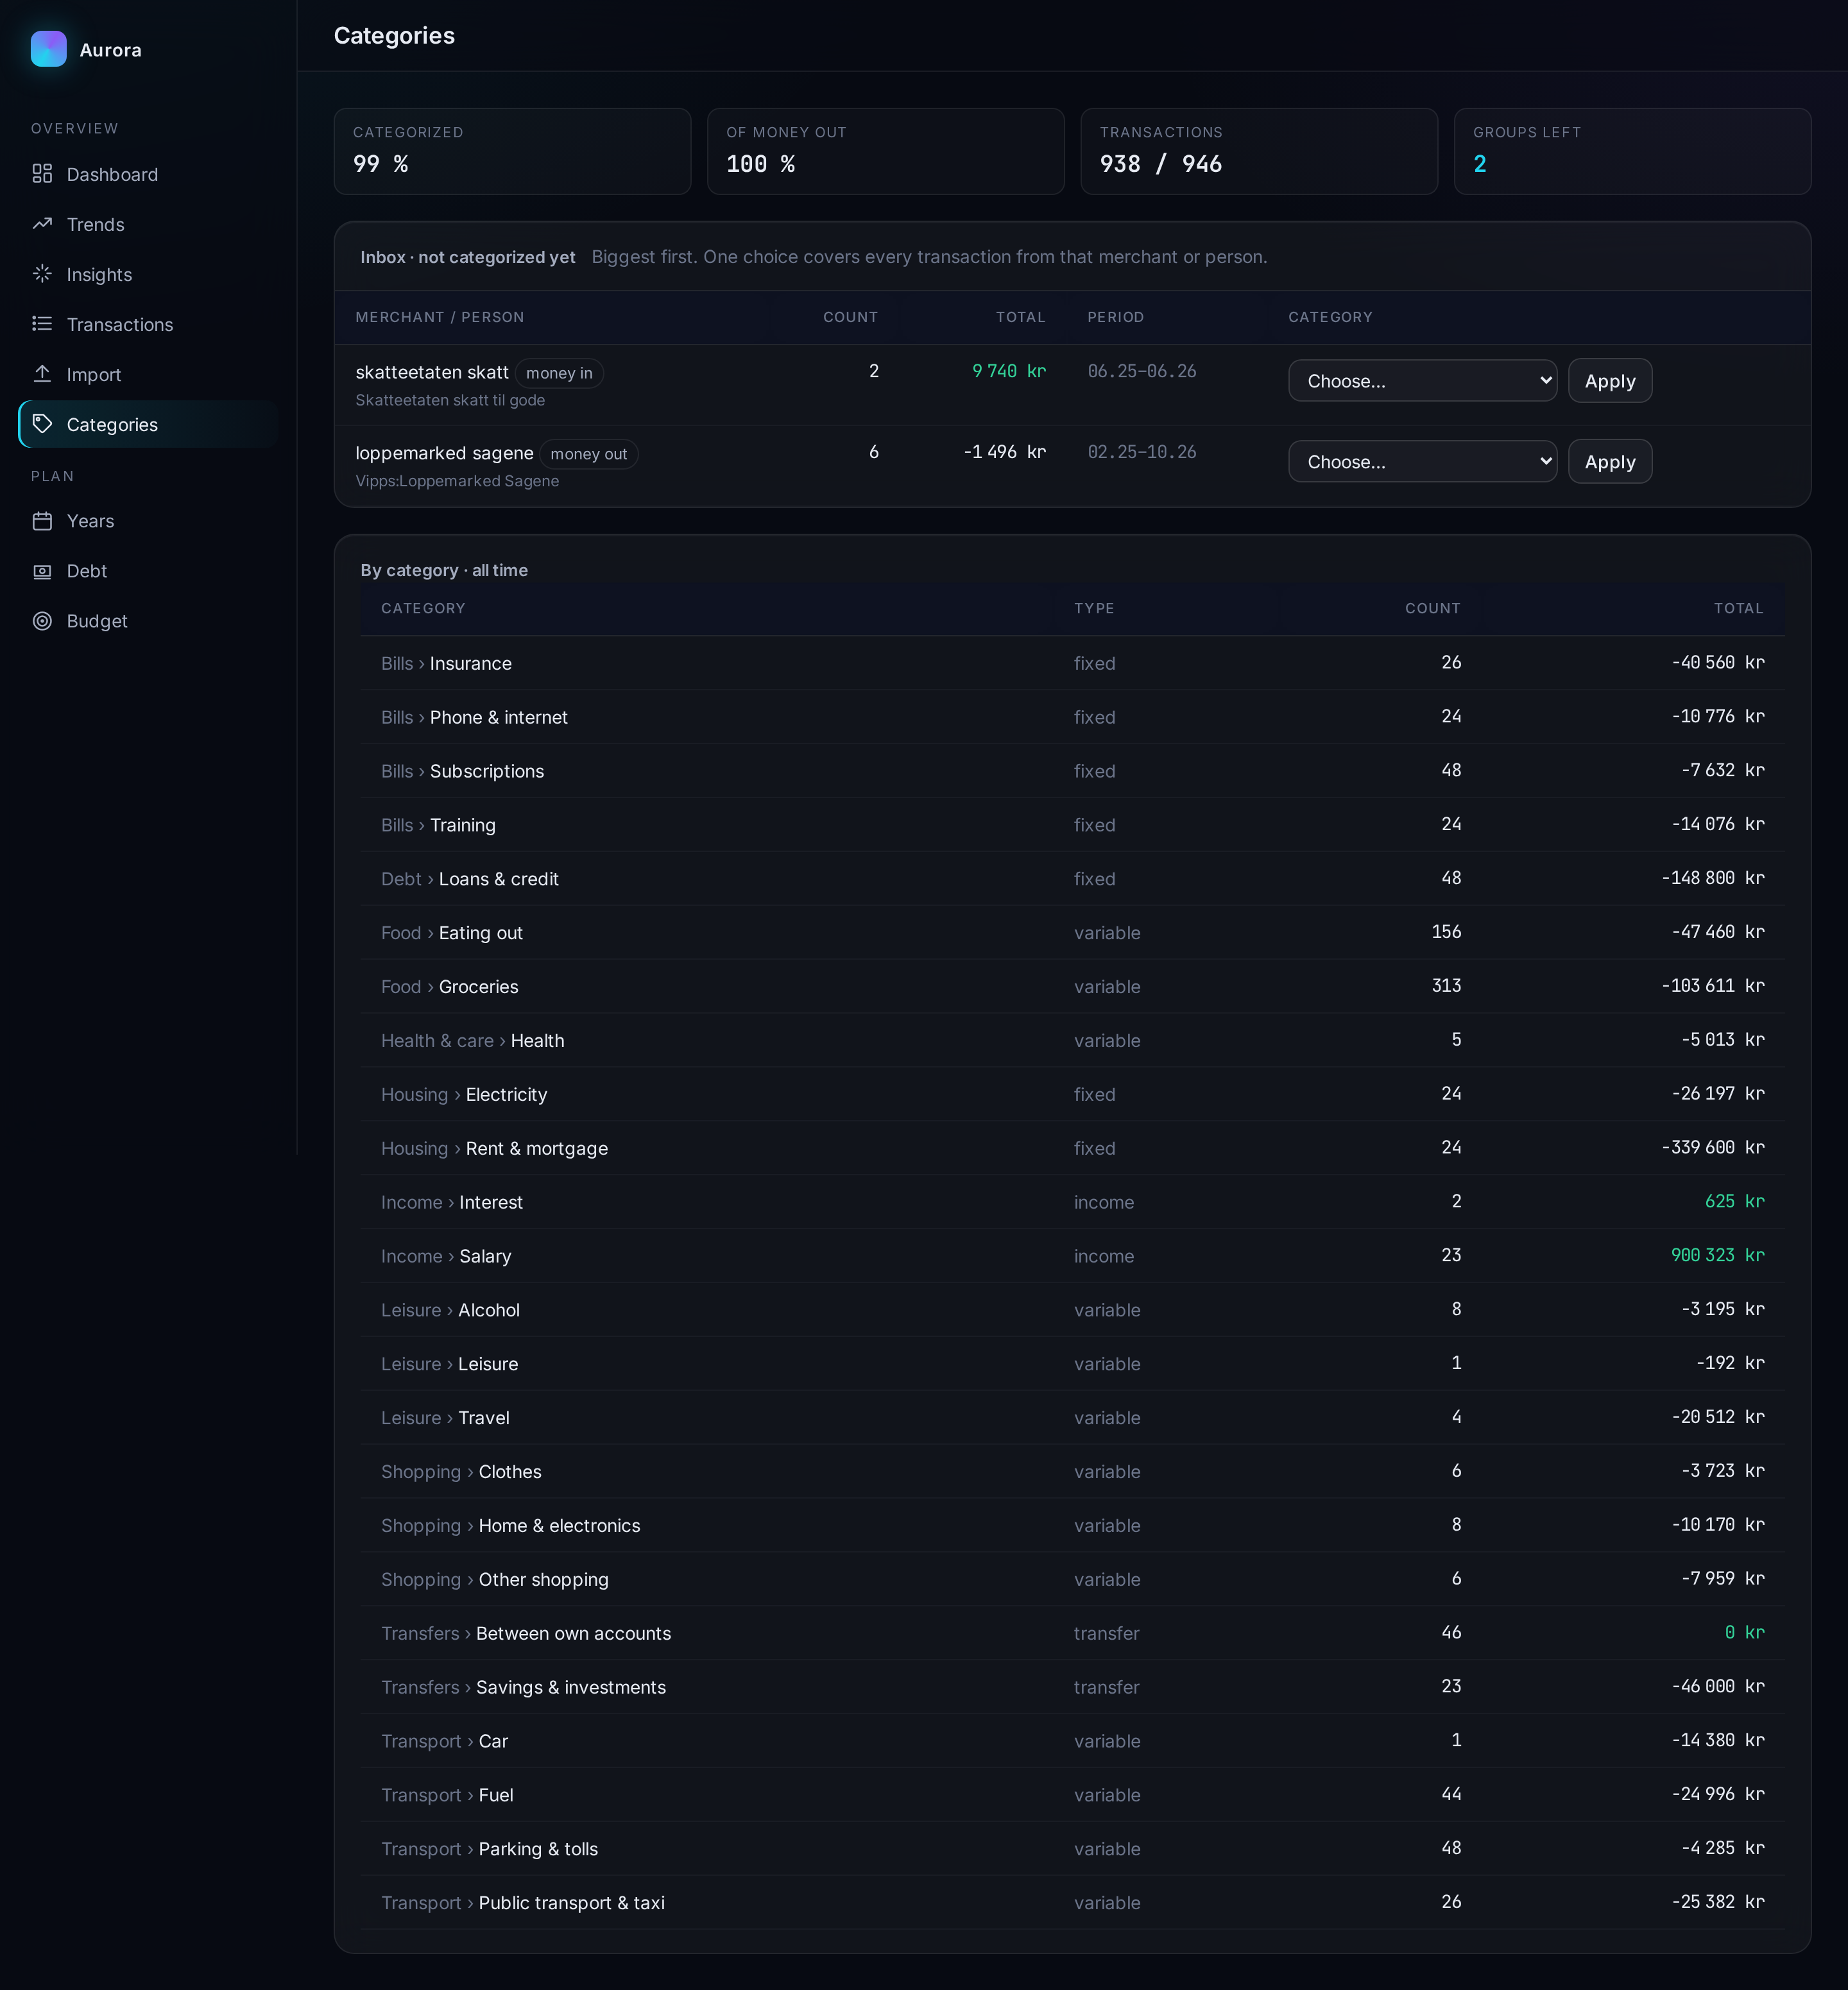 Aurora
OVERVIEW
Dashboard
Trends
Insights
Transactions
Import
Categories
PLAN
Years
Debt
Budget
Categories
CATEGORIZED
99 %
OF MONEY OUT
100 %
TRANSACTIONS
938 / 946
GROUPS LEFT
2
Inbox · not categorized yet Biggest first. One choice covers every transaction from that merchant or person.
MERCHANT / PERSON COUNT TOTAL PERIOD CATEGORY
skatteetaten skatt money in 2 9 740 kr 06.25–06.26 Choose... Apply
Skatteetaten skatt til gode
loppemarked sagene money out 6 -1 496 kr 02.25–10.26 Choose... Apply
Vipps:Loppemarked Sagene
By category · all time
CATEGORY TYPE COUNT TOTAL
Bills › Insurance fixed 26 -40 560 kr
Bills › Phone & internet fixed 24 -10 776 kr
Bills › Subscriptions fixed 48 -7 632 kr
Bills › Training fixed 24 -14 076 kr
Debt › Loans & credit fixed 48 -148 800 kr
Food › Eating out variable 156 -47 460 kr
Food › Groceries variable 313 -103 611 kr
Health & care › Health variable 5 -5 013 kr
Housing › Electricity fixed 24 -26 197 kr
Housing › Rent & mortgage fixed 24 -339 600 kr
Income › Interest income 2 625 kr
Income › Salary income 23 900 323 kr
Leisure › Alcohol variable 8 -3 195 kr
Leisure › Leisure variable 1 -192 kr
Leisure › Travel variable 4 -20 512 kr
Shopping › Clothes variable 6 -3 723 kr
Shopping › Home & electronics variable 8 -10 170 kr
Shopping › Other shopping variable 6 -7 959 kr
Transfers › Between own accounts transfer 46 0 kr
Transfers › Savings & investments transfer 23 -46 000 kr
Transport › Car variable 1 -14 380 kr
Transport › Fuel variable 44 -24 996 kr
Transport › Parking & tolls variable 48 -4 285 kr
Transport › Public transport & taxi variable 26 -25 382 kr